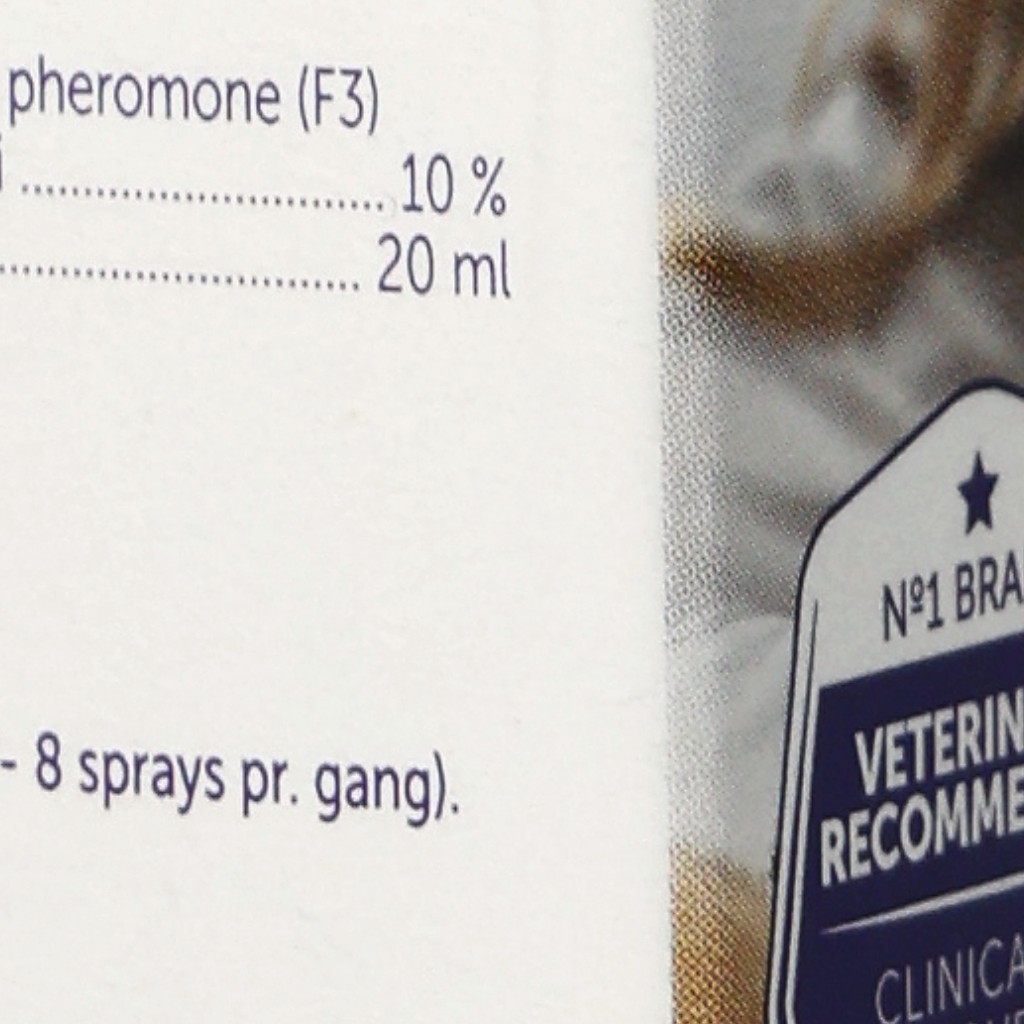 pheromone (F3)
10 %
20 ml
- 8 sprays pr. gang).
Nº1 BRA
VETERIN
RECOMME
CLINICA